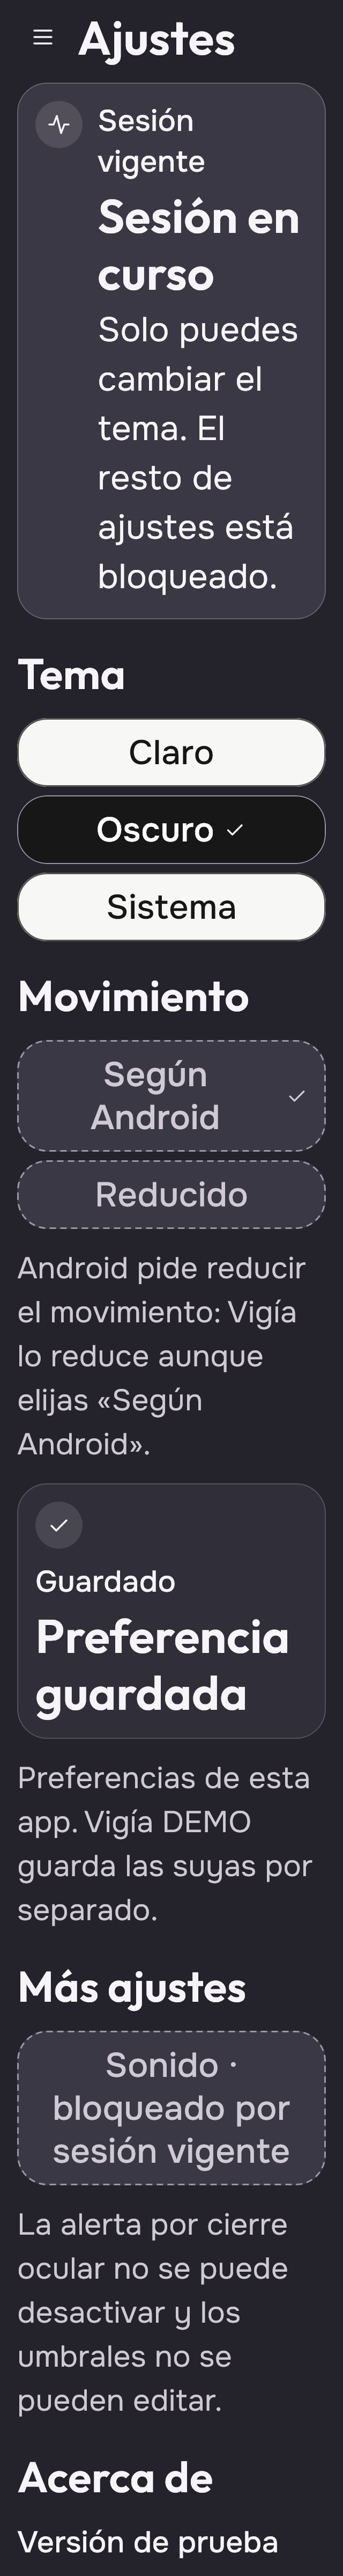 Ajustes
Sesión
vigente
Sesión en
curso
Solo puedes
cambiar el
tema. El
resto de
ajustes está
bloqueado.
Tema
Claro
Oscuro
Sistema
Movimiento
Según
Android
Reducido
Android pide reducir
el movimiento: Vigía
lo reduce aunque
elijas «Según
Android».
Guardado
Preferencia
guardada
Preferencias de esta
app. Vigía DEMO
guarda las suyas por
separado.
Más ajustes
Sonido ·
bloqueado por
sesión vigente
La alerta por cierre
ocular no se puede
desactivar y los
umbrales no se
pueden editar.
Acerca de
Versión de prueba